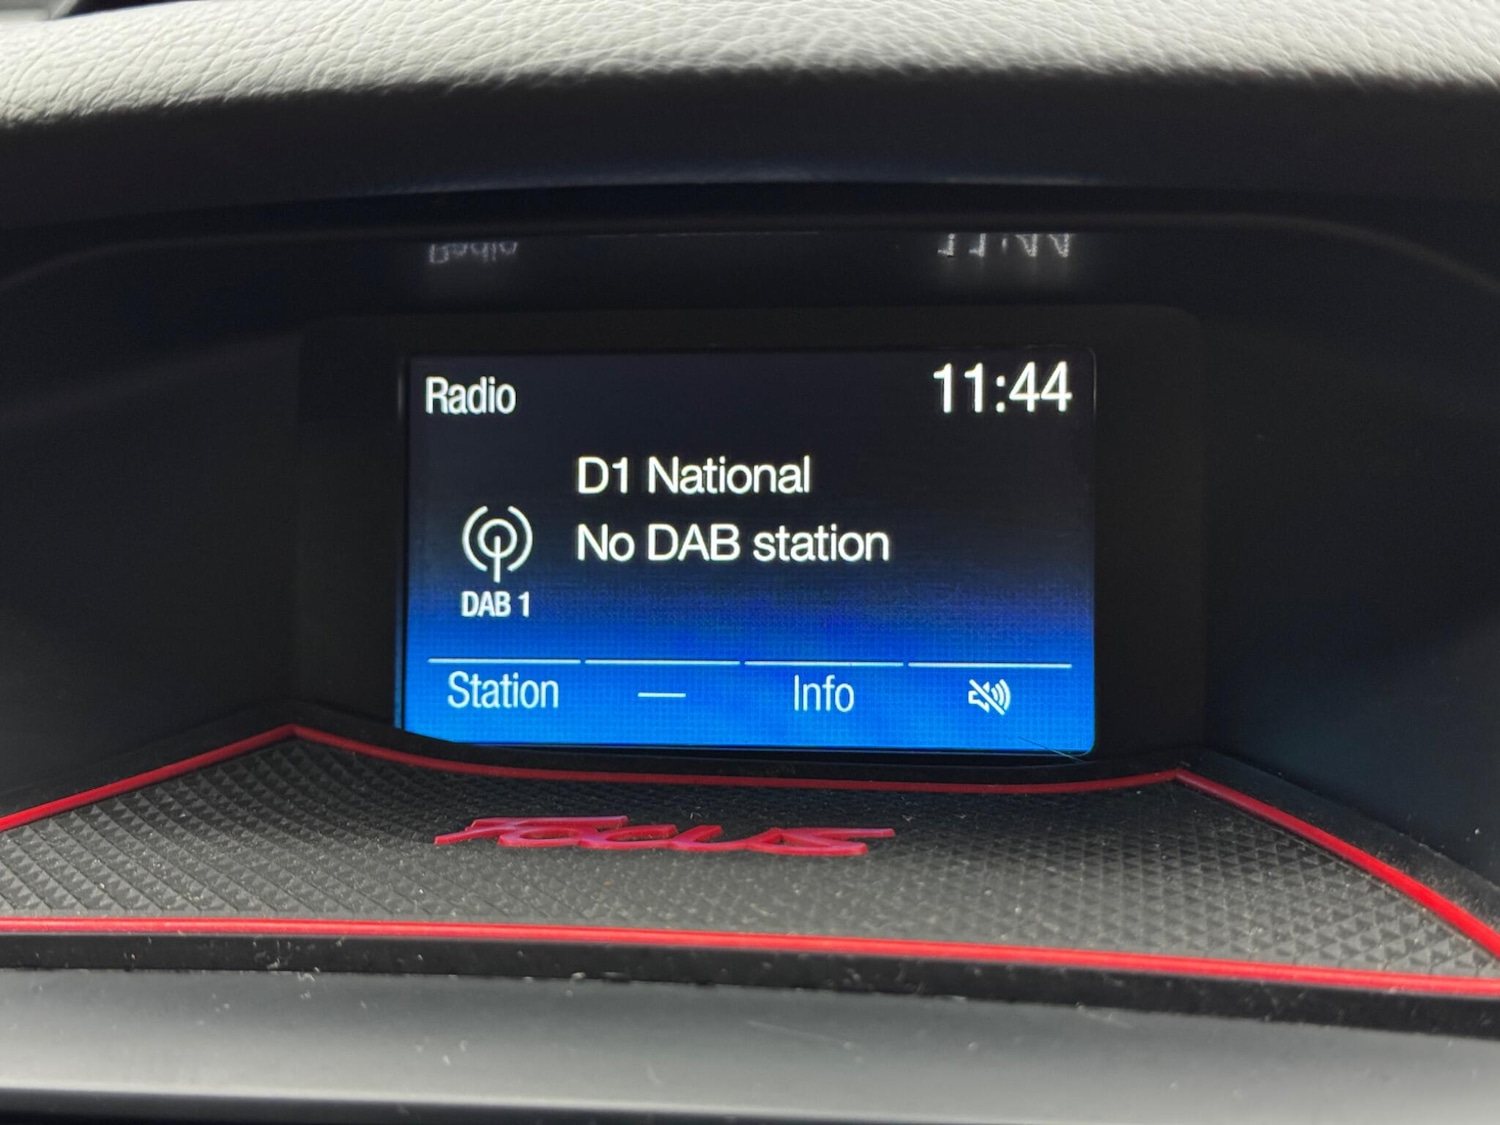 Radio 11:44
D1 National
No DAB station
DAB 1
Station — Info
FOCUS